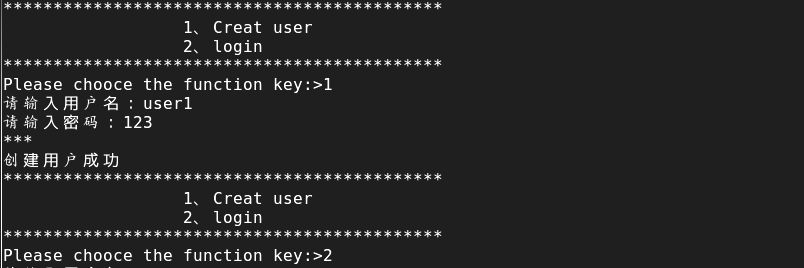 ********************************************
1、Creat user
2、login
********************************************
Please chooce the function key:>1
请输入用户名：user1
请输入密码：123
***
创建用户成功
********************************************
1、Creat user
2、login
********************************************
Please chooce the function key:>2